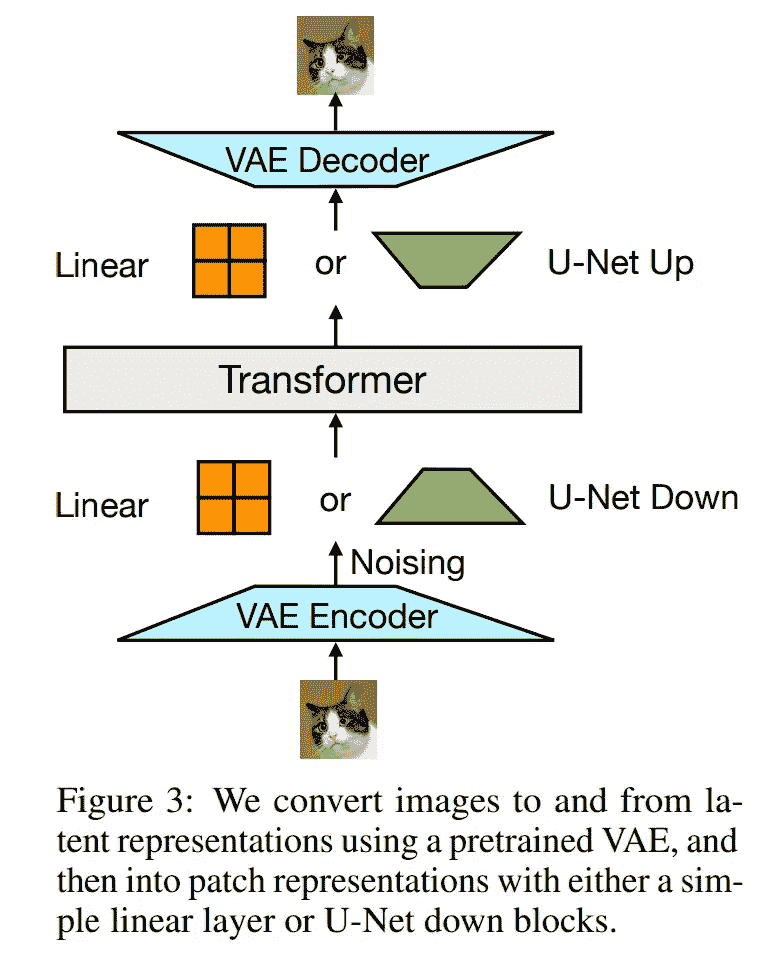 VAE Decoder
Linear or U-Net Up
Transformer
Linear or U-Net Down
Noising
VAE Encoder
Figure 3: We convert images to and from la-
tent representations using a pretrained VAE, and
then into patch representations with either a sim-
ple linear layer or U-Net down blocks.